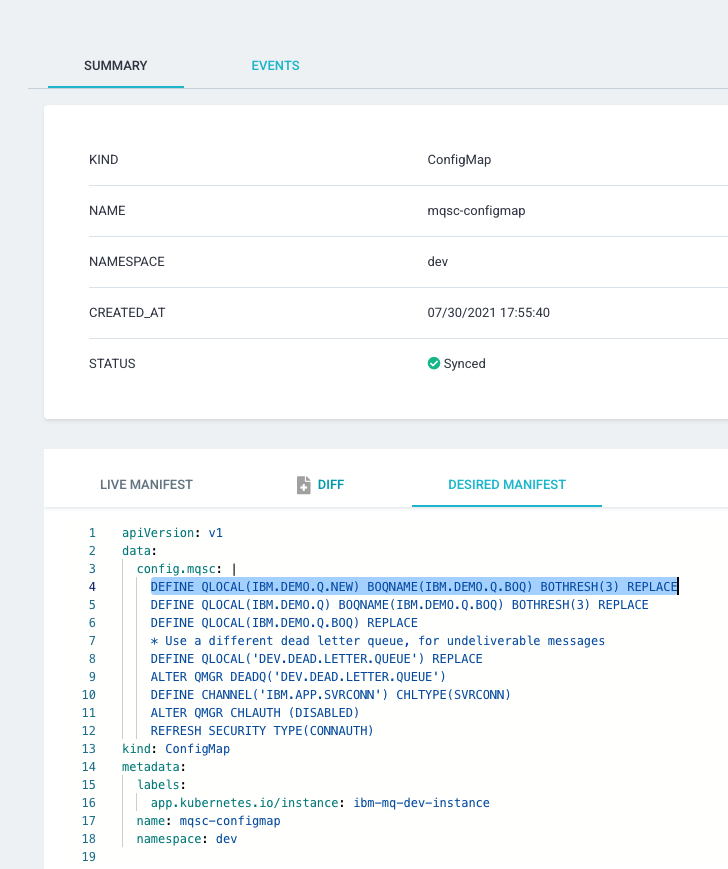 SUMMARY EVENTS
KIND ConfigMap
NAME mqsc-configmap
NAMESPACE dev
CREATED_AT 07/30/2021 17:55:40
STATUS Synced
LIVE MANIFEST DIFF DESIRED MANIFEST
1 apiVersion: v1
2 data:
3 config.mqsc: |
4 DEFINE QLOCAL(IBM.DEMO.Q.NEW) BOQNAME(IBM.DEMO.Q.BOQ) BOTHRESH(3) REPLACE
5 DEFINE QLOCAL(IBM.DEMO.Q) BOQNAME(IBM.DEMO.Q.BOQ) BOTHRESH(3) REPLACE
6 DEFINE QLOCAL(IBM.DEMO.Q.BOQ) REPLACE
7 * Use a different dead letter queue, for undeliverable messages
8 DEFINE QLOCAL('DEV.DEAD.LETTER.QUEUE') REPLACE
9 ALTER QMGR DEADQ('DEV.DEAD.LETTER.QUEUE')
10 DEFINE CHANNEL('IBM.APP.SVRCONN') CHLTYPE(SVRCONN)
11 ALTER QMGR CHLAUTH (DISABLED)
12 REFRESH SECURITY TYPE(CONNAUTH)
13 kind: ConfigMap
14 metadata:
15 labels:
16 app.kubernetes.io/instance: ibm-mq-dev-instance
17 name: mqsc-configmap
18 namespace: dev
19